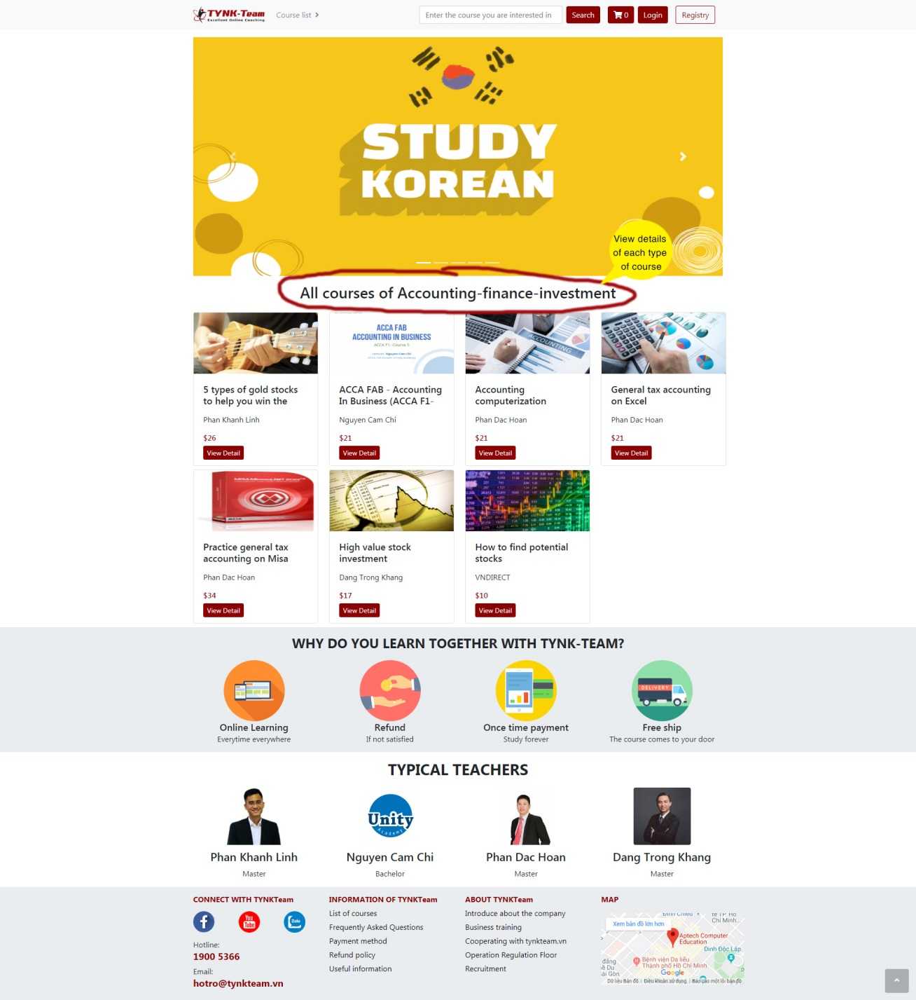 TYNK-Team
Excellent Online Coaching
Course list
Enter the course you are interested in
Search
0
Login
Registry
STUDY
KOREAN
View details
of each type
of course
All courses of Accounting-finance-investment
ACCA FAB
ACCOUNTING IN BUSINESS
ACCA F1- Course 5
ACCOUNTING
5 types of gold stocks
to help you win the
Phan Khanh Linh
$26
View Detail
ACCA FAB - Accounting
In Business (ACCA F1-
Nguyen Cam Chi
$21
View Detail
Accounting
computerization
Phan Dac Hoan
$21
View Detail
General tax accounting
on Excel
Phan Dac Hoan
$21
View Detail
Practice general tax
accounting on Misa
Phan Dac Hoan
$34
View Detail
High value stock
investment
Dang Trong Khang
$17
View Detail
How to find potential
stocks
VNDIRECT
$10
View Detail
WHY DO YOU LEARN TOGETHER WITH TYNK-TEAM?
DELIVERY
Online Learning
Everytime everywhere
Refund
If not satisfied
Once time payment
Study forever
Free ship
The course comes to your door
TYPICAL TEACHERS
Unity
Academy
Phan Khanh Linh
Master
Nguyen Cam Chi
Bachelor
Phan Dac Hoan
Master
Dang Trong Khang
Master
CONNECT WITH TYNKTeam
You
Tube
Zalo
Hotline:
1900 5366
Email:
hotro@tynkteam.vn
INFORMATION OF TYNKTeam
List of courses
Frequently Asked Questions
Payment method
Refund policy
Useful information
ABOUT TYNKTeam
Introduce about the company
Business training
Cooperating with tynkteam.vn
Operation Regulation Floor
Recruitment
MAP
Xem bản đồ lớn hơn
Chí Minh...
Aptech Computer
Education
Dinh Độc Lập
Bệnh viện Da liễu
Thành phố Hồ Chí Minh
Google
Dữ liệu Bản đồ
Điều khoản sử dụng
Báo cáo một lỗi bản đồ